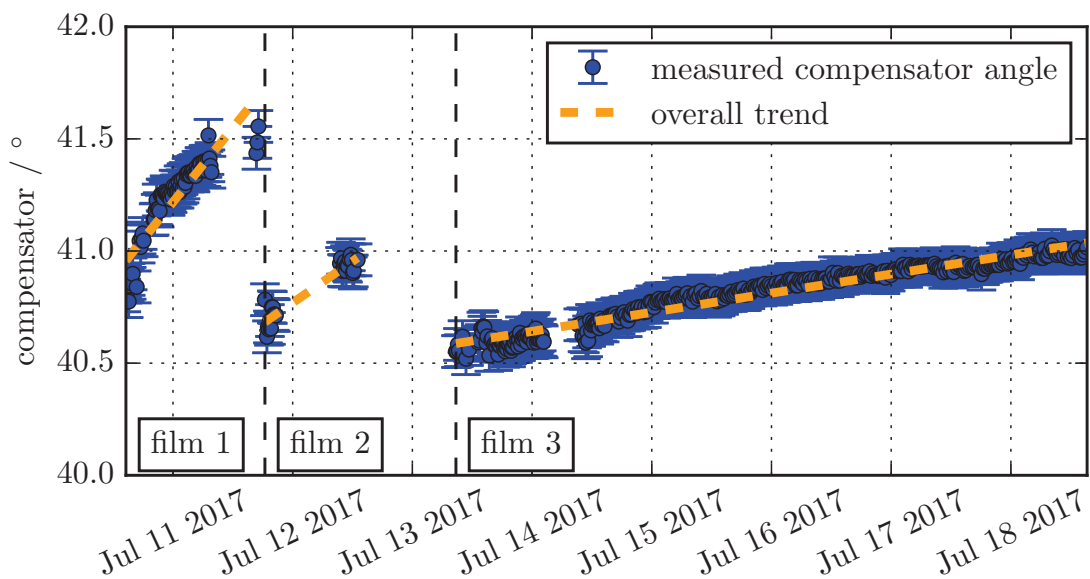 compensator / °
42.0
41.5
41.0
40.5
40.0
measured compensator angle
overall trend
film 1
film 2
film 3
Jul 11 2017
Jul 12 2017
Jul 13 2017
Jul 14 2017
Jul 15 2017
Jul 16 2017
Jul 17 2017
Jul 18 2017